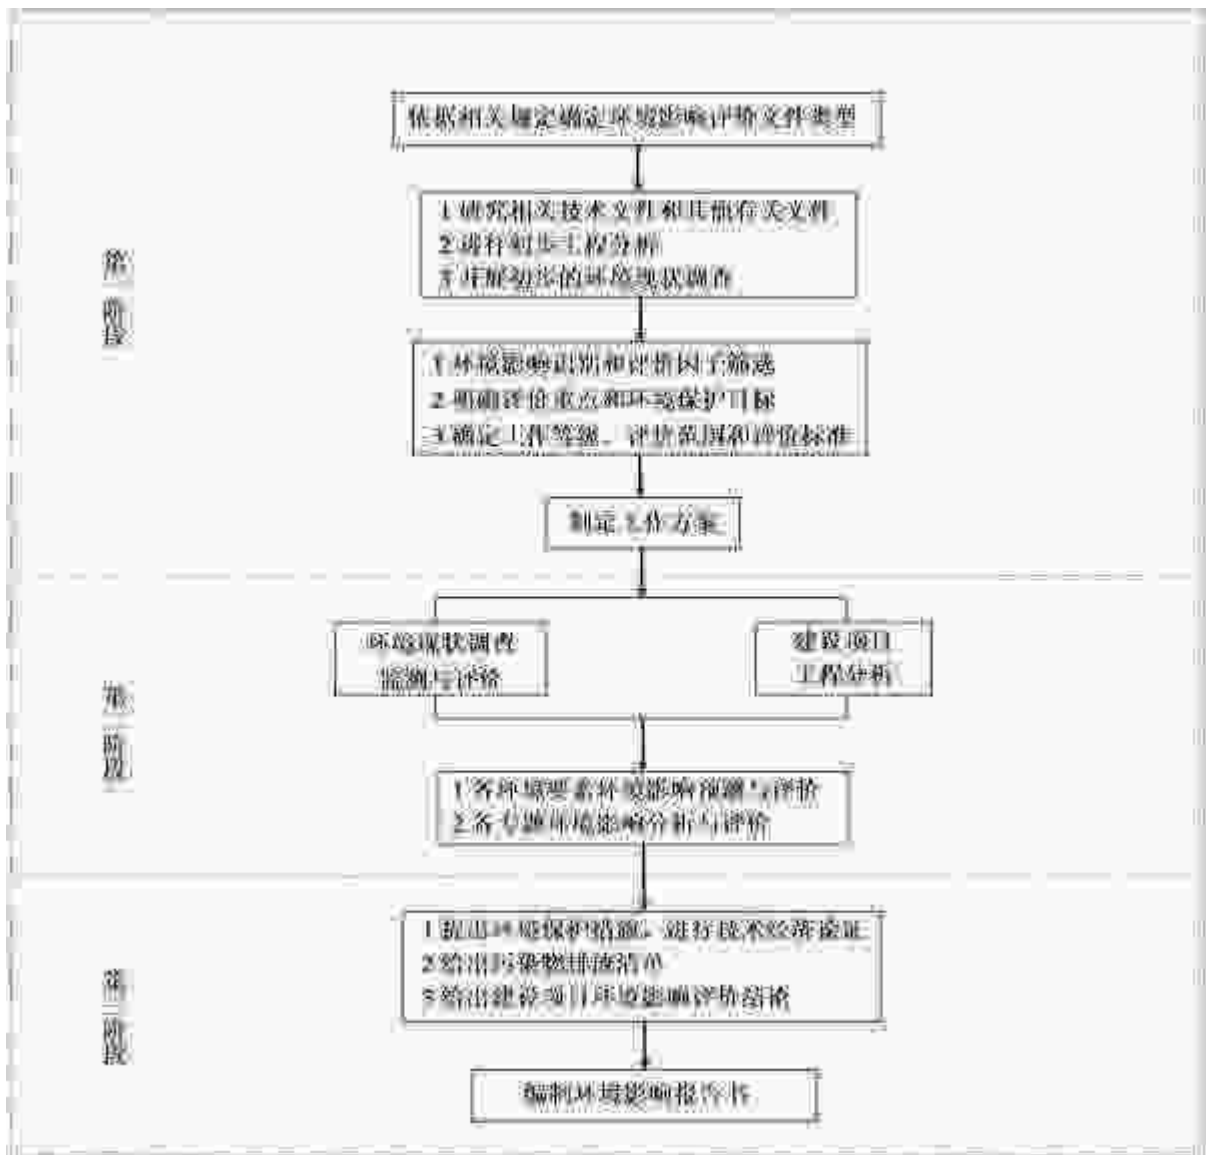 依据相关规定确定环境影响评价文件类型
1 研究相关技术文件和其他有关文件
2 进行初步工程分析
3 开展初步的环境现状调查
1 环境影响识别和评价因子筛选
2 明确评价重点和环境保护目标
3 确定工作等级、评价范围和评价标准
制定工作方案
环境现状调查
监测与评价
建设项目
工程分析
1 各环境要素环境影响预测与评价
2 各专题环境影响分析与评价
1 提出环境保护措施,进行技术经济论证
2 给出污染物排放清单
3 给出建设项目环境影响评价结论
编制环境影响报告书
第
阶
段
第
阶
段
第
阶
段